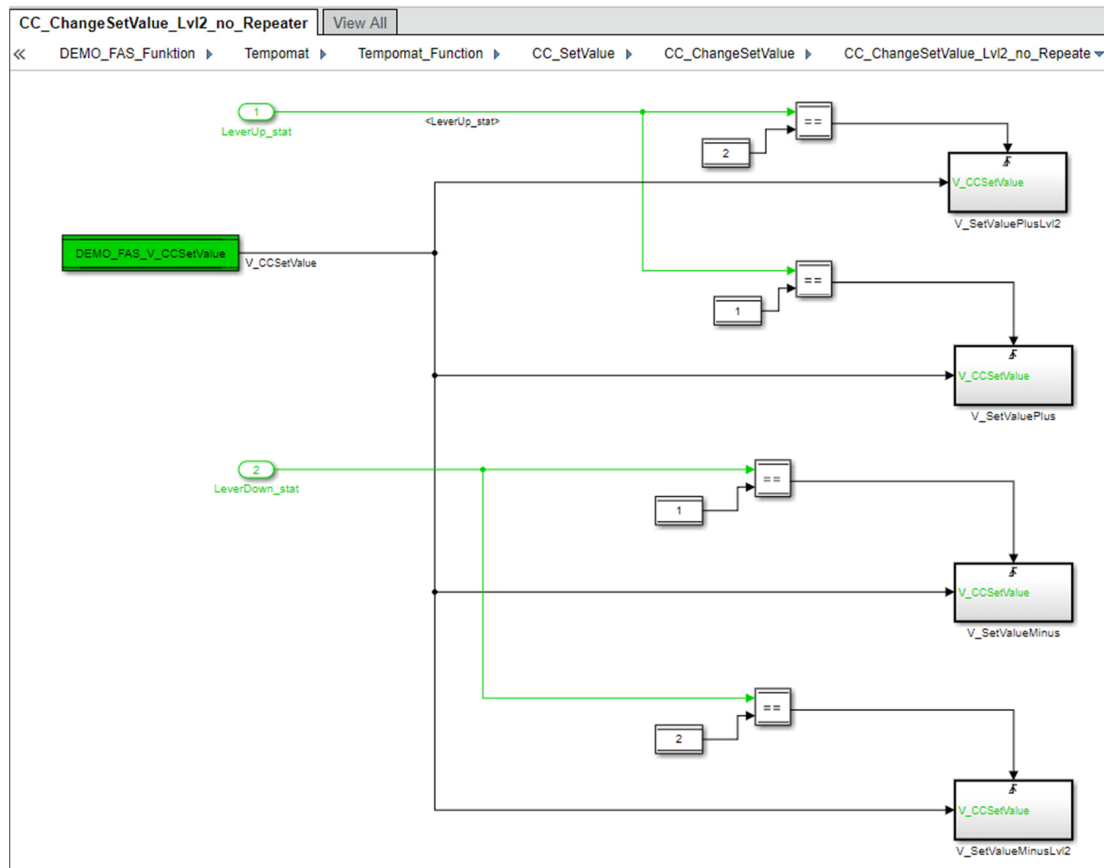 CC_ChangeSetValue_Lvl2_no_Repeater View All
« DEMO_FAS_Funktion Tempomat Tempomat_Function CC_SetValue CC_ChangeSetValue CC_ChangeSetValue_Lvl2_no_Repeate
1
LeverUp_stat
<LeverUp_stat>
==
2
V_CCSetValue
V_SetValuePlusLvl2
DEMO_FAS_V_CCSetValue
V_CCSetValue
==
1
V_CCSetValue
V_SetValuePlus
2
LeverDown_stat
==
1
V_CCSetValue
V_SetValueMinus
==
2
V_CCSetValue
V_SetValueMinusLvl2